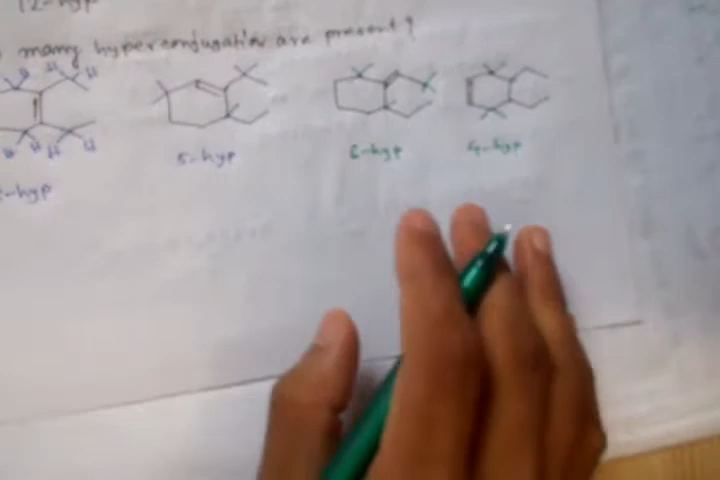 12-hyp
many hyperconjugation are present?
H H H
H H H H
-hyp 5-hyp 6-hyp 4-hyp